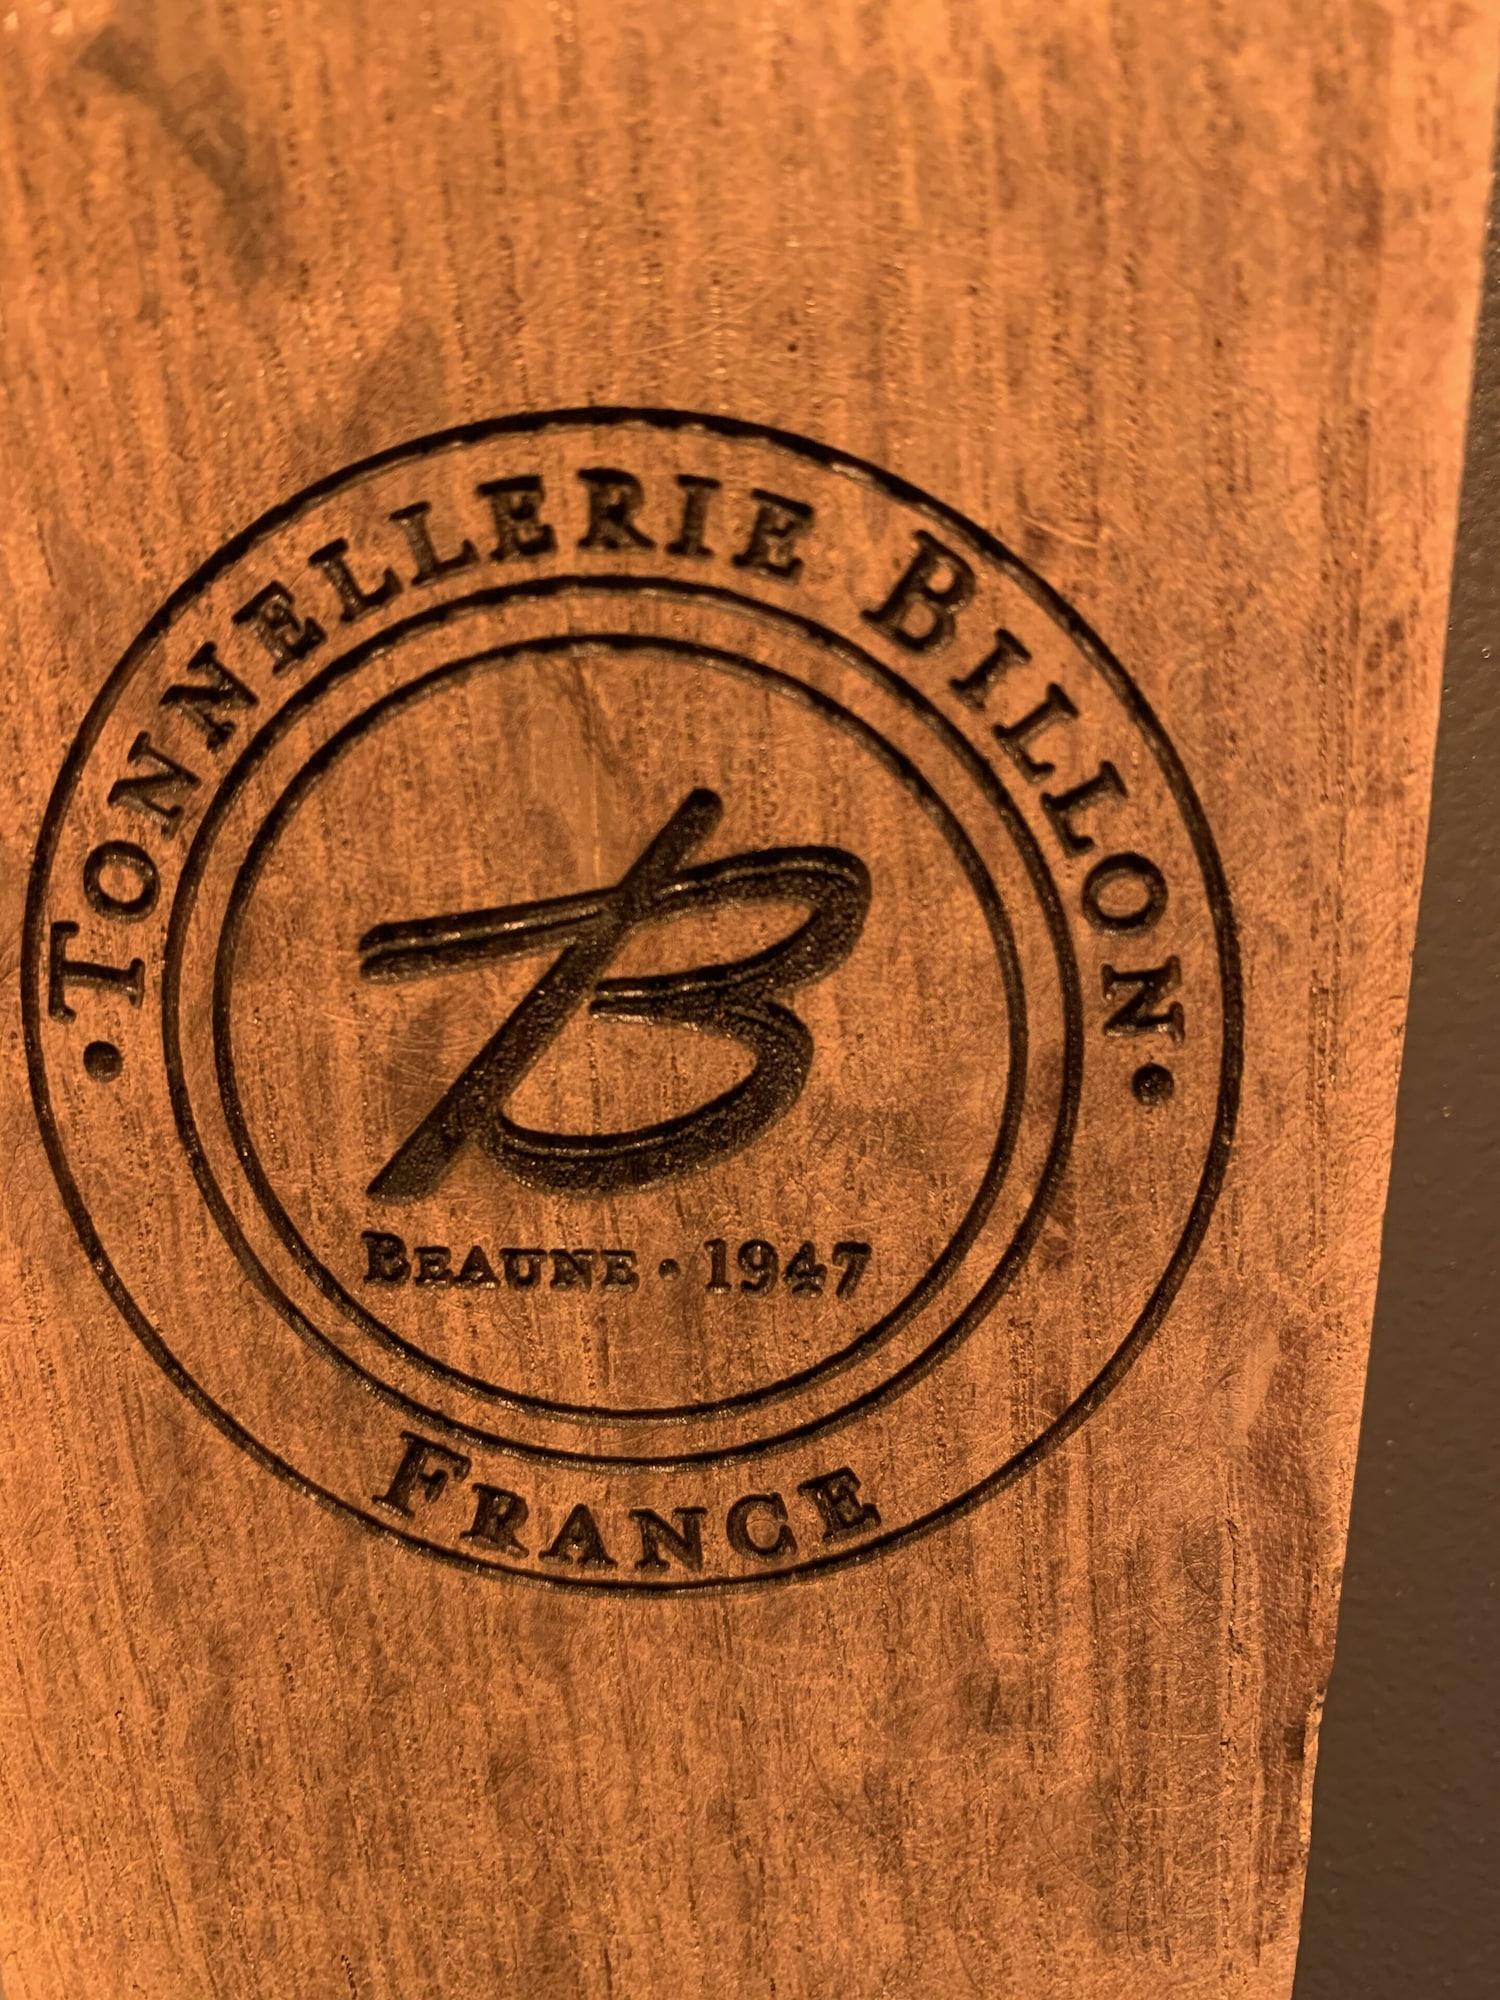 • Tonnellerie Billon •
B
Beaune • 1947
France